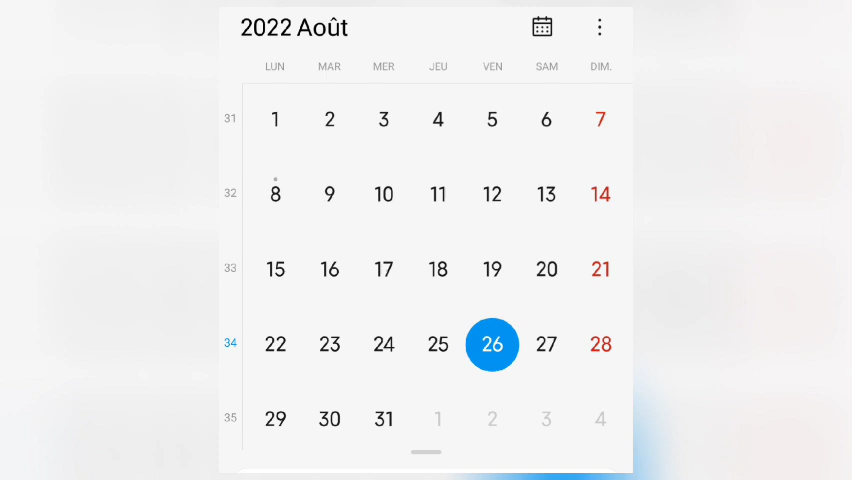 2022 Août
LUN MAR MER JEU VEN SAM DIM.
31 1 2 3 4 5 6 7
32 8 9 10 11 12 13 14
33 15 16 17 18 19 20 21
34 22 23 24 25 26 27 28
35 29 30 31 1 2 3 4